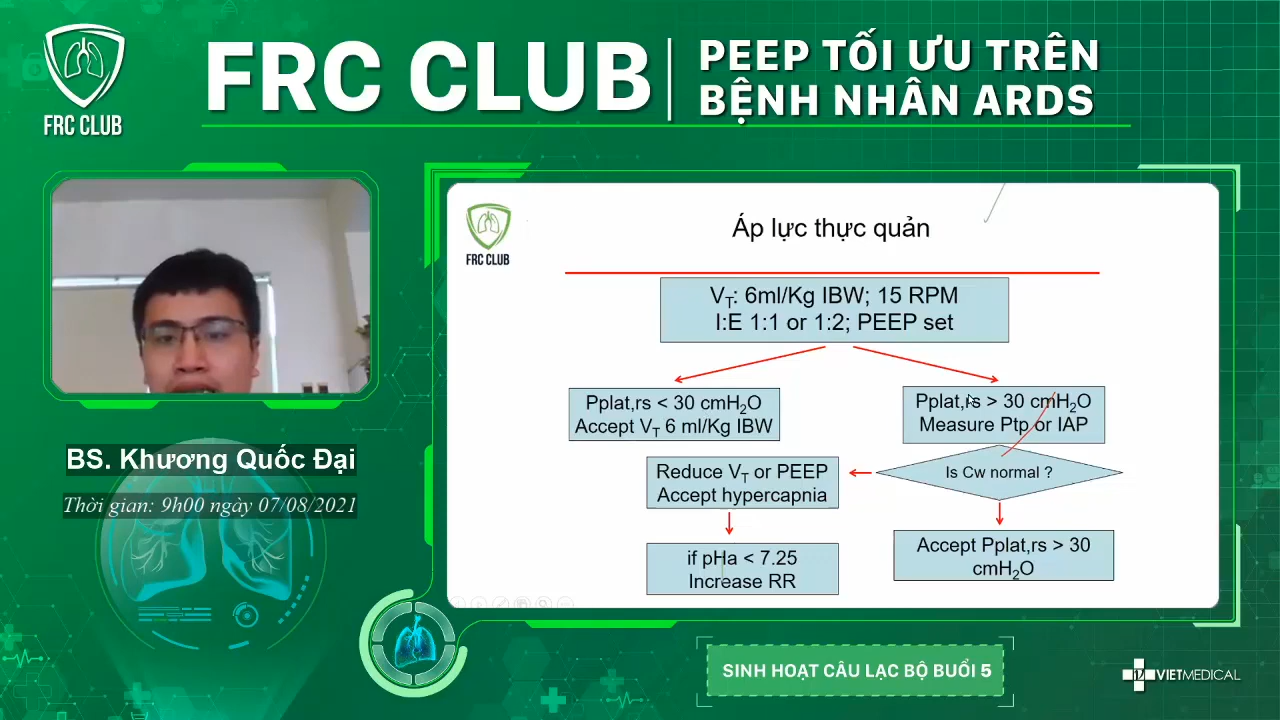 FRC CLUB
FRC CLUB
PEEP TỐI ƯU TRÊN
BỆNH NHÂN ARDS
BS. Khương Quốc Đại
Thời gian: 9h00 ngày 07/08/2021
FRC CLUB
Áp lực thực quản
VT: 6ml/Kg IBW; 15 RPM
I:E 1:1 or 1:2; PEEP set
Pplat,rs < 30 cmH2O
Accept VT 6 ml/Kg IBW
Pplat,rs > 30 cmH2O
Measure Ptp or IAP
Reduce VT or PEEP
Accept hypercapnia
Is Cw normal ?
if pHa < 7.25
Increase RR
Accept Pplat,rs > 30
cmH2O
SINH HOẠT CÂU LẠC BỘ BUỔI 5
VIETMEDICAL